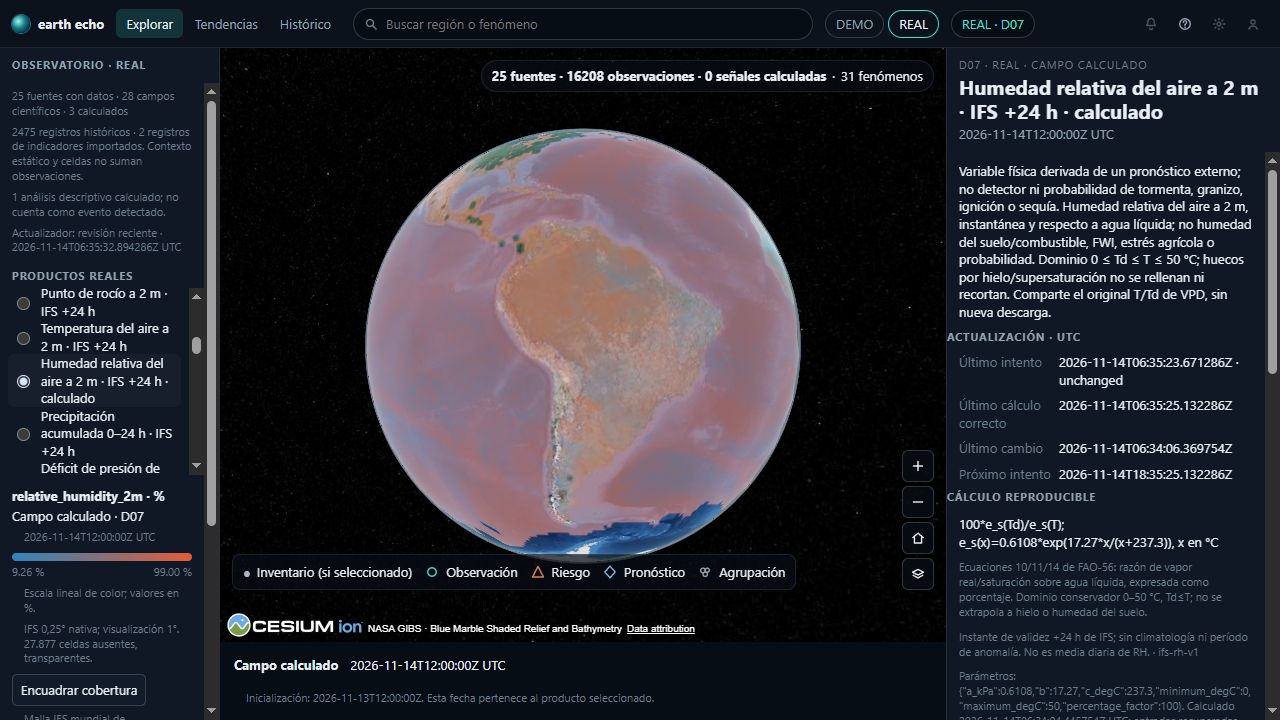 earth echo
Explorar
Tendencias
Histórico
Buscar región o fenómeno
DEMO
REAL
REAL · D07
OBSERVATORIO · REAL
25 fuentes con datos · 28 campos
científicos · 3 calculados
2475 registros históricos · 2 registros
de indicadores importados. Contexto
estático y celdas no suman
observaciones.
1 análisis descriptivo calculado; no
cuenta como evento detectado.
Actualizador: revisión reciente ·
2026-11-14T06:35:32.894286Z UTC
PRODUCTOS REALES
Punto de rocío a 2 m ·
IFS +24 h
Temperatura del aire a
2 m · IFS +24 h
Humedad relativa del
aire a 2 m · IFS +24 h ·
calculado
Precipitación
acumulada 0–24 h · IFS
+24 h
Déficit de presión de
relative_humidity_2m · %
Campo calculado · D07
2026-11-14T12:00:00Z UTC
9.26 %
99.00 %
Escala lineal de color; valores en
%.
IFS 0,25° nativa; visualización 1°.
27.877 celdas ausentes,
transparentes.
Encuadrar cobertura
Malla IFS mundial de
25 fuentes · 16208 observaciones · 0 señales calculadas · 31 fenómenos
Inventario (si seleccionado)
Observación
Riesgo
Pronóstico
Agrupación
CESIUM ion
NASA GIBS · Blue Marble Shaded Relief and Bathymetry
Data attribution
Campo calculado 2026-11-14T12:00:00Z UTC
Inicialización: 2026-11-13T12:00:00Z. Esta fecha pertenece al producto seleccionado.
D07 · REAL · CAMPO CALCULADO
Humedad relativa del aire a 2 m
· IFS +24 h · calculado
2026-11-14T12:00:00Z UTC
Variable física derivada de un pronóstico externo;
no detector ni probabilidad de tormenta, granizo,
ignición o sequía. Humedad relativa del aire a 2 m,
instantánea y respecto a agua líquida; no humedad
del suelo/combustible, FWI, estrés agrícola o
probabilidad. Dominio 0 ≤ Td ≤ T ≤ 50 °C; huecos
por hielo/supersaturación no se rellenan ni
recortan. Comparte el original T/Td de VPD, sin
nueva descarga.
ACTUALIZACIÓN · UTC
Último intento
2026-11-14T06:35:23.671286Z ·
unchanged
Último cálculo
correcto
2026-11-14T06:35:25.132286Z
Último cambio
2026-11-14T06:34:06.369754Z
Próximo intento
2026-11-14T18:35:25.132286Z
CÁLCULO REPRODUCIBLE
100*e_s(Td)/e_s(T);
e_s(x)=0.6108*exp(17.27*x/(x+237.3)), x en °C
Ecuaciones 10/11/14 de FAO-56: razón de vapor
real/saturación sobre agua líquida, expresada como
porcentaje. Dominio conservador 0–50 °C, Td≤T; no se
extrapola a hielo o humedad del suelo.
Instante de validez +24 h de IFS; sin climatología ni período
de anomalía. No es media diaria de RH. · ifs-rh-v1
Parámetros:
{"a_kPa":0.6108,"b":17.27,"c_degC":237.3,"minimum_degC":0,
"maximum_degC":50,"percentage_factor":100}. Calculado